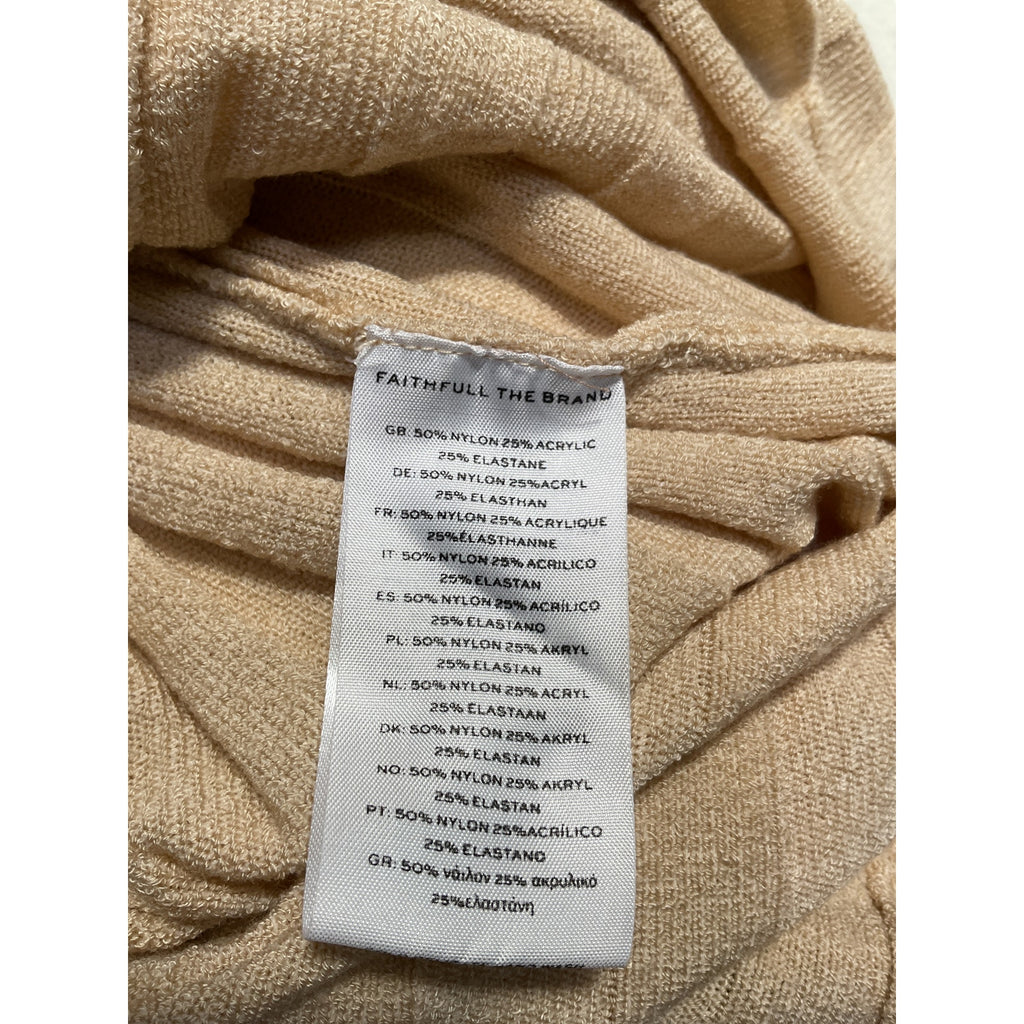 FAITHFULL THE BRAND
GB: 50% NYLON 25% ACRYLIC
25% ELASTANE
DE: 50% NYLON 25%ACRYL
25% ELASTHAN
FR: 50% NYLON 25% ACRYLIQUE
25%ÉLASTHANNE
IT: 50% NYLON 25% ACRILICO
25% ELASTAN
ES: 50% NYLON 25% ACRÍLICO
25% ELASTANO
PL: 50% NYLON 25% AKRYL
25% ELASTAN
NL: 50% NYLON 25% ACRYL
25% ELASTAAN
DK: 50% NYLON 25% AKRYL
25% ELASTAN
NO: 50% NYLON 25% AKRYL
25% ELASTAN
PT: 50% NYLON 25%ACRÍLICO
25% ELASTANO
GR: 50% νάιλον 25% ακρυλικό
25%ελαστάνη